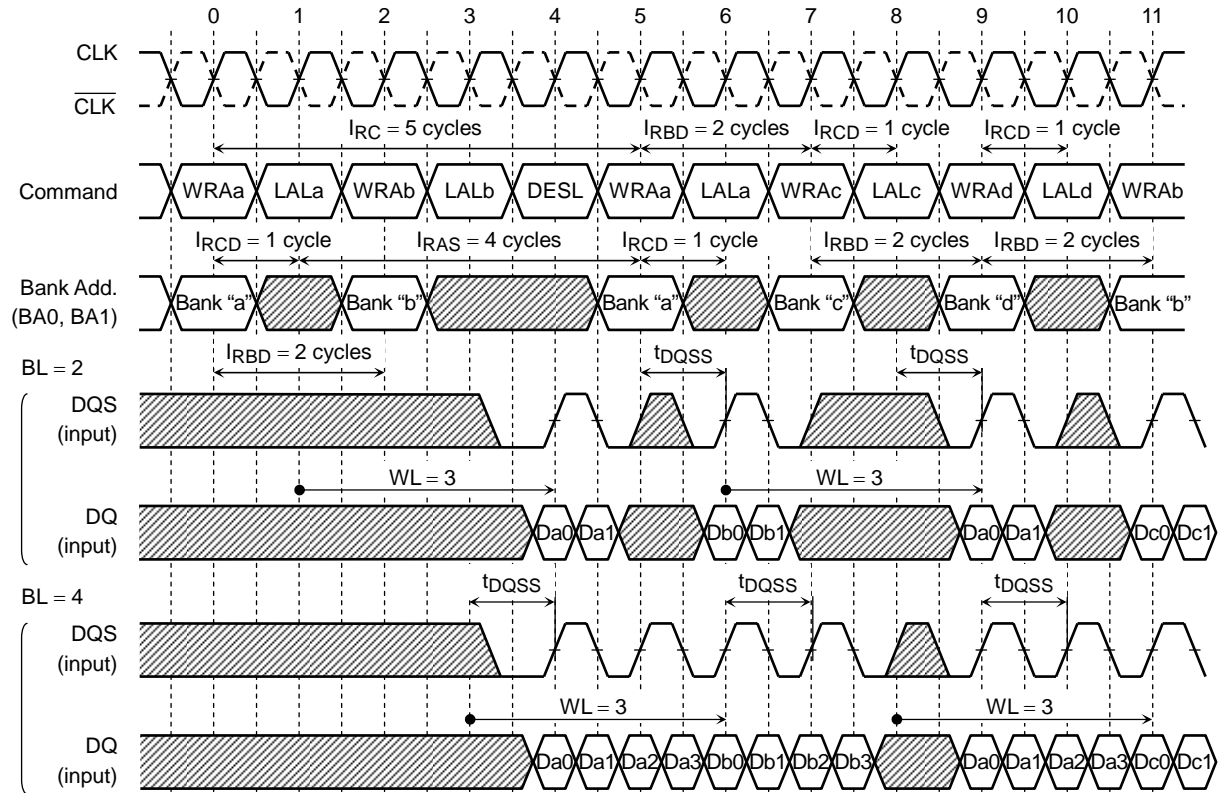 0 1 2 3 4 5 6 7 8 9 10 11
CLK
CLK
IRC = 5 cycles IRBD = 2 cycles IRCD = 1 cycle IRCD = 1 cycle
Command WRAa LALa WRAb LALb DESL WRAa LALa WRAc LALc WRAd LALd WRAb
IRCD = 1 cycle IRAS = 4 cycles IRCD = 1 cycle IRBD = 2 cycles IRBD = 2 cycles
Bank Add. (BA0, BA1) Bank “a” Bank “b” Bank “a” Bank “c” Bank “d” Bank “b”
IRBD = 2 cycles tDQSS tDQSS
BL = 2
DQS
(input)
WL = 3 WL = 3
DQ
(input)
Da0 Da1 Db0 Db1 Da0 Da1 Dc0 Dc1
BL = 4
tDQSS tDQSS tDQSS
DQS
(input)
WL = 3 WL = 3
DQ
(input)
Da0 Da1 Da2 Da3 Db0 Db1 Db2 Db3 Da0 Da1 Da2 Da3 Dc0 Dc1